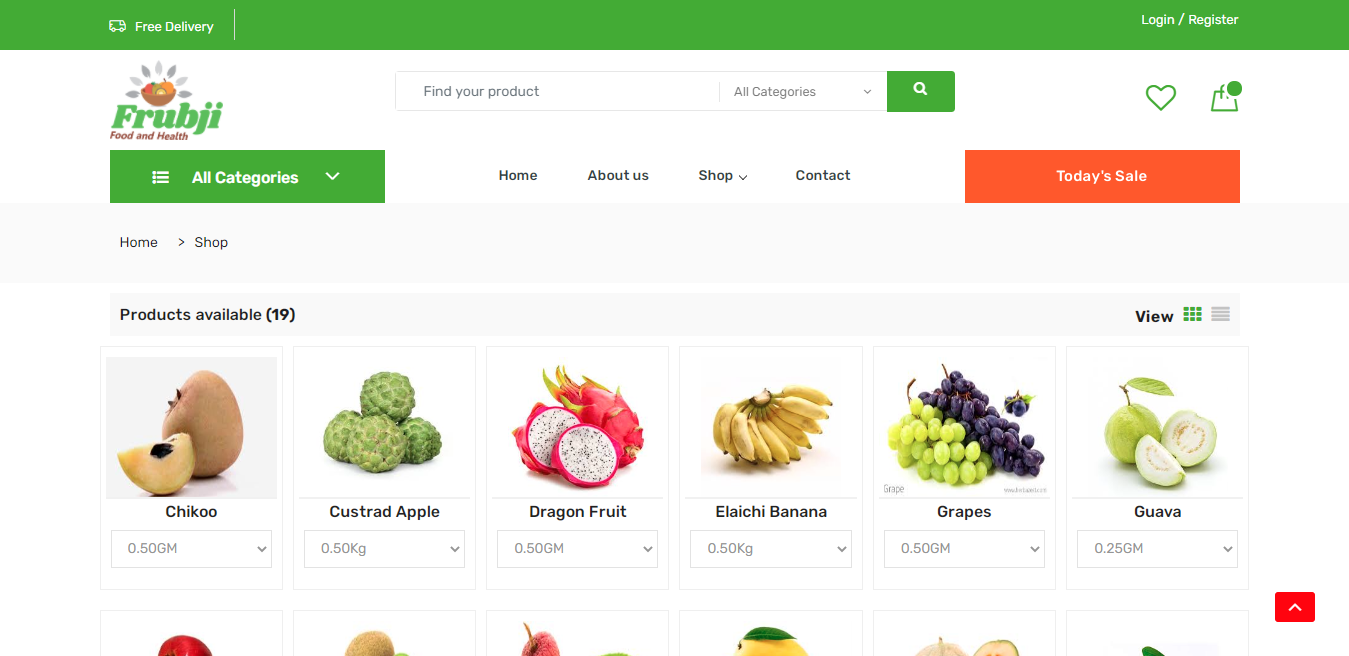 Free Delivery
Login / Register
Frubji
Food and Health
Find your product
All Categories
All Categories
Home
About us
Shop
Contact
Today's Sale
Home > Shop
Products available (19)
View
Grape
Chikoo
Custrad Apple
Dragon Fruit
Elaichi Banana
Grapes
Guava
0.50GM
0.50Kg
0.50GM
0.50Kg
0.50GM
0.25GM